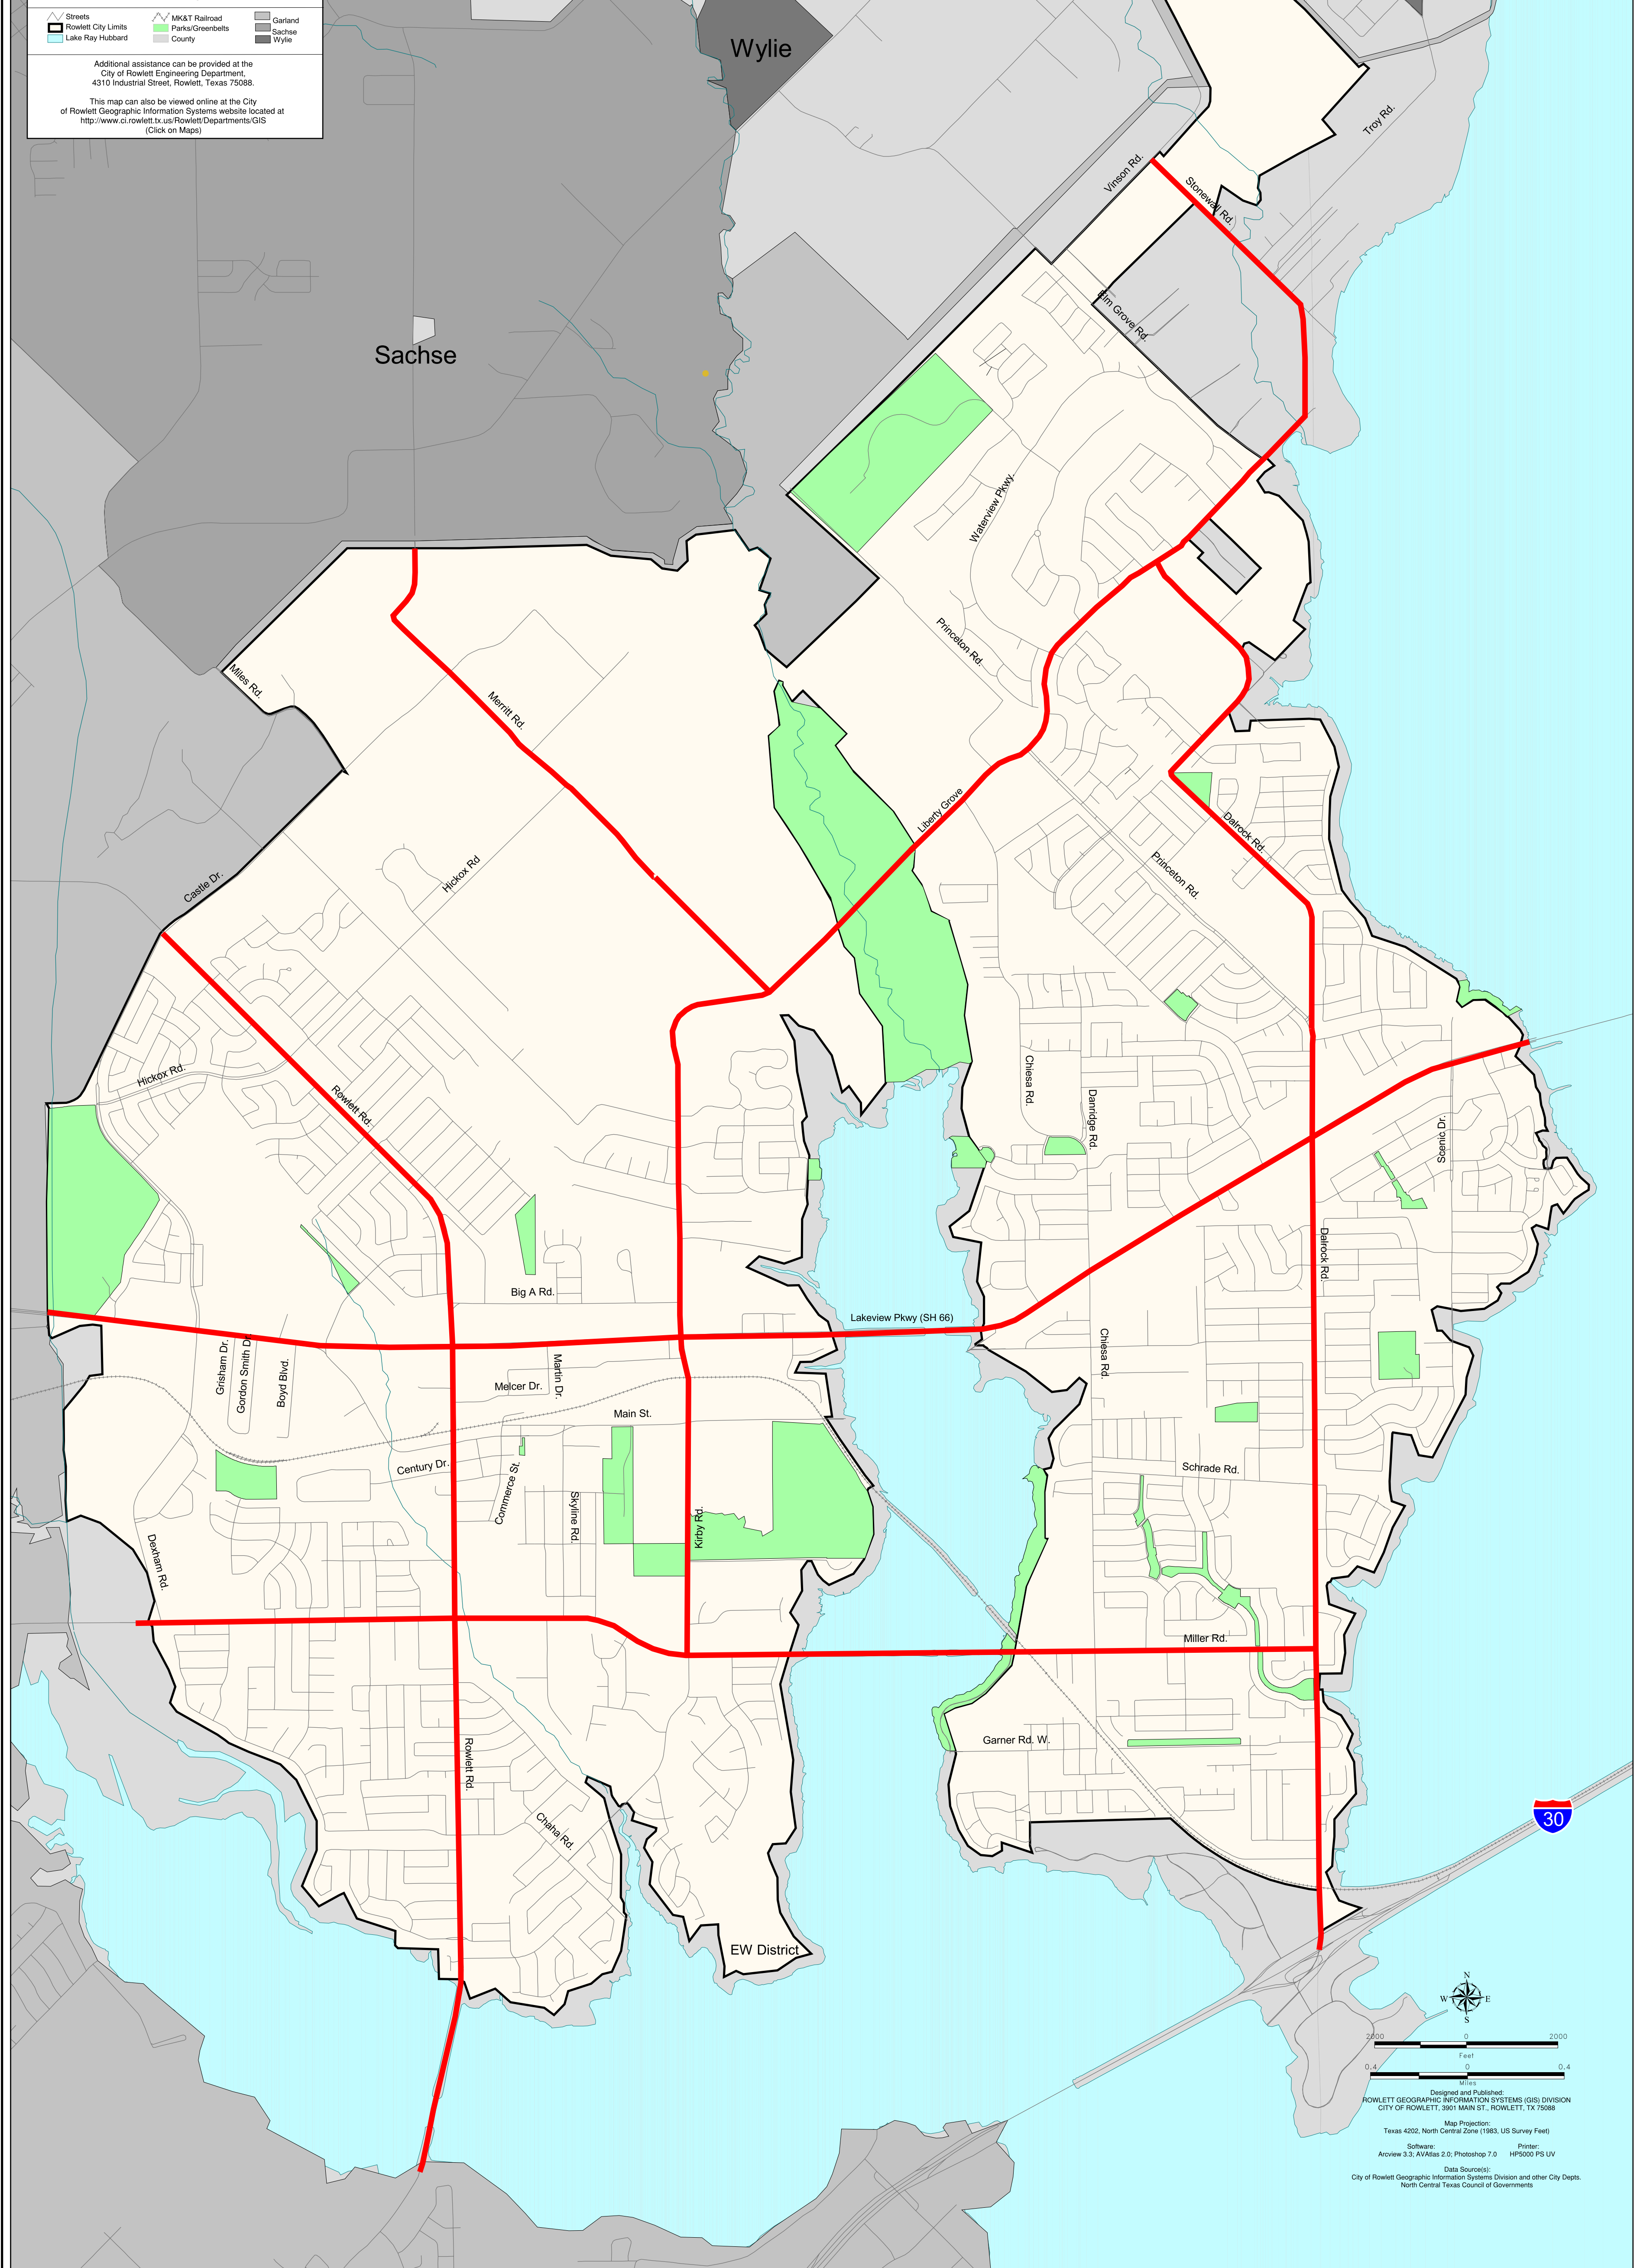 Streets
Rowlett City Limits
Lake Ray Hubbard
MK&T Railroad
Parks/Greenbelts
County
Garland
Sachse
Wylie
Additional assistance can be provided at the
City of Rowlett Engineering Department,
4310 Industrial Street, Rowlett, Texas 75088.
This map can also be viewed online at the City
of Rowlett Geographic Information Systems website located at
http://www.ci.rowlett.tx.us/Rowlett/Departments/GIS
(Click on Maps)
Wylie
Troy Rd.
Vinson Rd.
Stonewall Rd.
Elm Grove Rd.
Sachse
Waterview Pkwy.
Princeton Rd.
Miles Rd.
Merritt Rd.
Liberty Grove
Dalrock Rd.
Princeton Rd.
Hickox Rd
Castle Dr.
Hickox Rd.
Rowlett Rd.
Chiesa Rd.
Danridge Rd.
Scenic Dr.
Dalrock Rd.
Big A Rd.
Lakeview Pkwy (SH 66)
Grisham Dr.
Gordon Smith Dr.
Boyd Blvd.
Martin Dr.
Melcer Dr.
Chiesa Rd.
Main St.
Century Dr.
Commerce St.
Skyline Rd.
Kirby Rd.
Schrade Rd.
Dexham Rd.
Miller Rd.
Garner Rd. W.
Rowlett Rd.
Chaha Rd.
30
EW District
N
W E
S
2000 0 2000
Feet
0.4 0 0.4
Miles
Designed and Published:
ROWLETT GEOGRAPHIC INFORMATION SYSTEMS (GIS) DIVISION
CITY OF ROWLETT, 3901 MAIN ST., ROWLETT, TX 75088
Map Projection:
Texas 4202, North Central Zone (1983, US Survey Feet)
Software: Printer:
Arcview 3.3; AVAtlas 2.0; Photoshop 7.0 HP5000 PS UV
Data Source(s):
City of Rowlett Geographic Information Systems Division and other City Depts.
North Central Texas Council of Governments